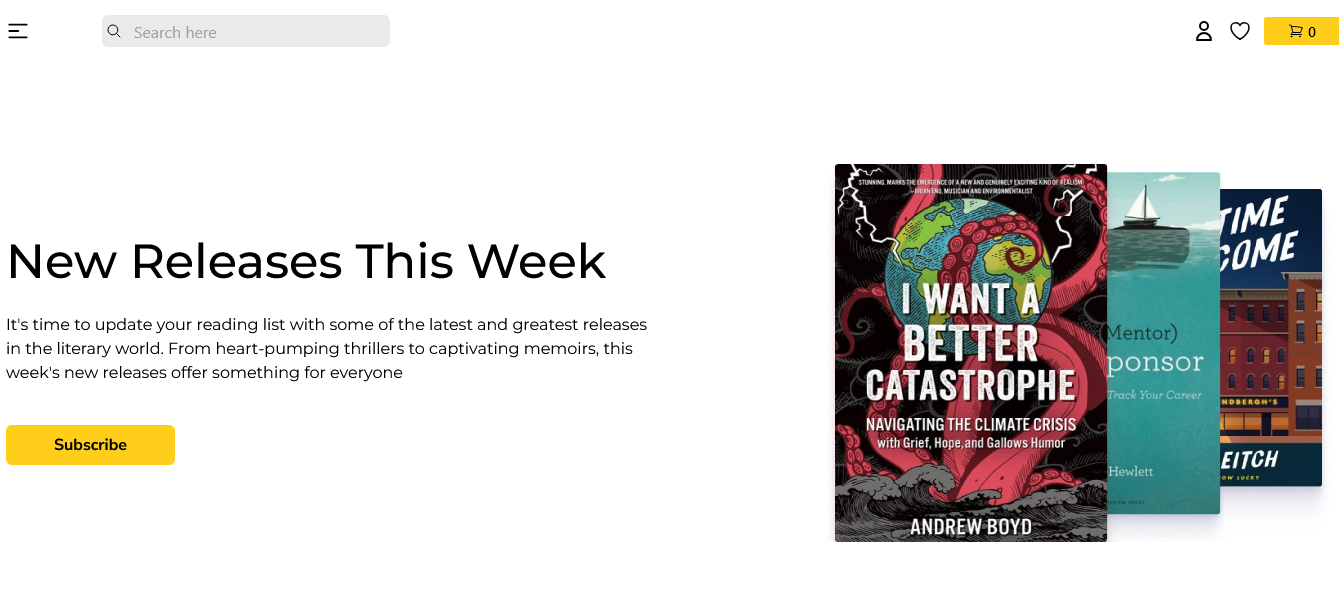 Search here
0
New Releases This Week
It's time to update your reading list with some of the latest and greatest releases
in the literary world. From heart-pumping thrillers to captivating memoirs, this
week's new releases offer something for everyone
Subscribe
STUNNING. MARKS THE EMERGENCE OF A NEW AND GENUINELY EXCITING KIND OF REALISM
—BRIAN ENO, MUSICIAN AND ENVIRONMENTALIST
I WANT A
BETTER
CATASTROPHE
NAVIGATING THE CLIMATE CRISIS
with Grief, Hope, and Gallows Humor
ANDREW BOYD
Mentor)
ponsor
Track Your Career
Hewlett
TIME
COME
NDBERGH'S
EITCH
OW LUCKY